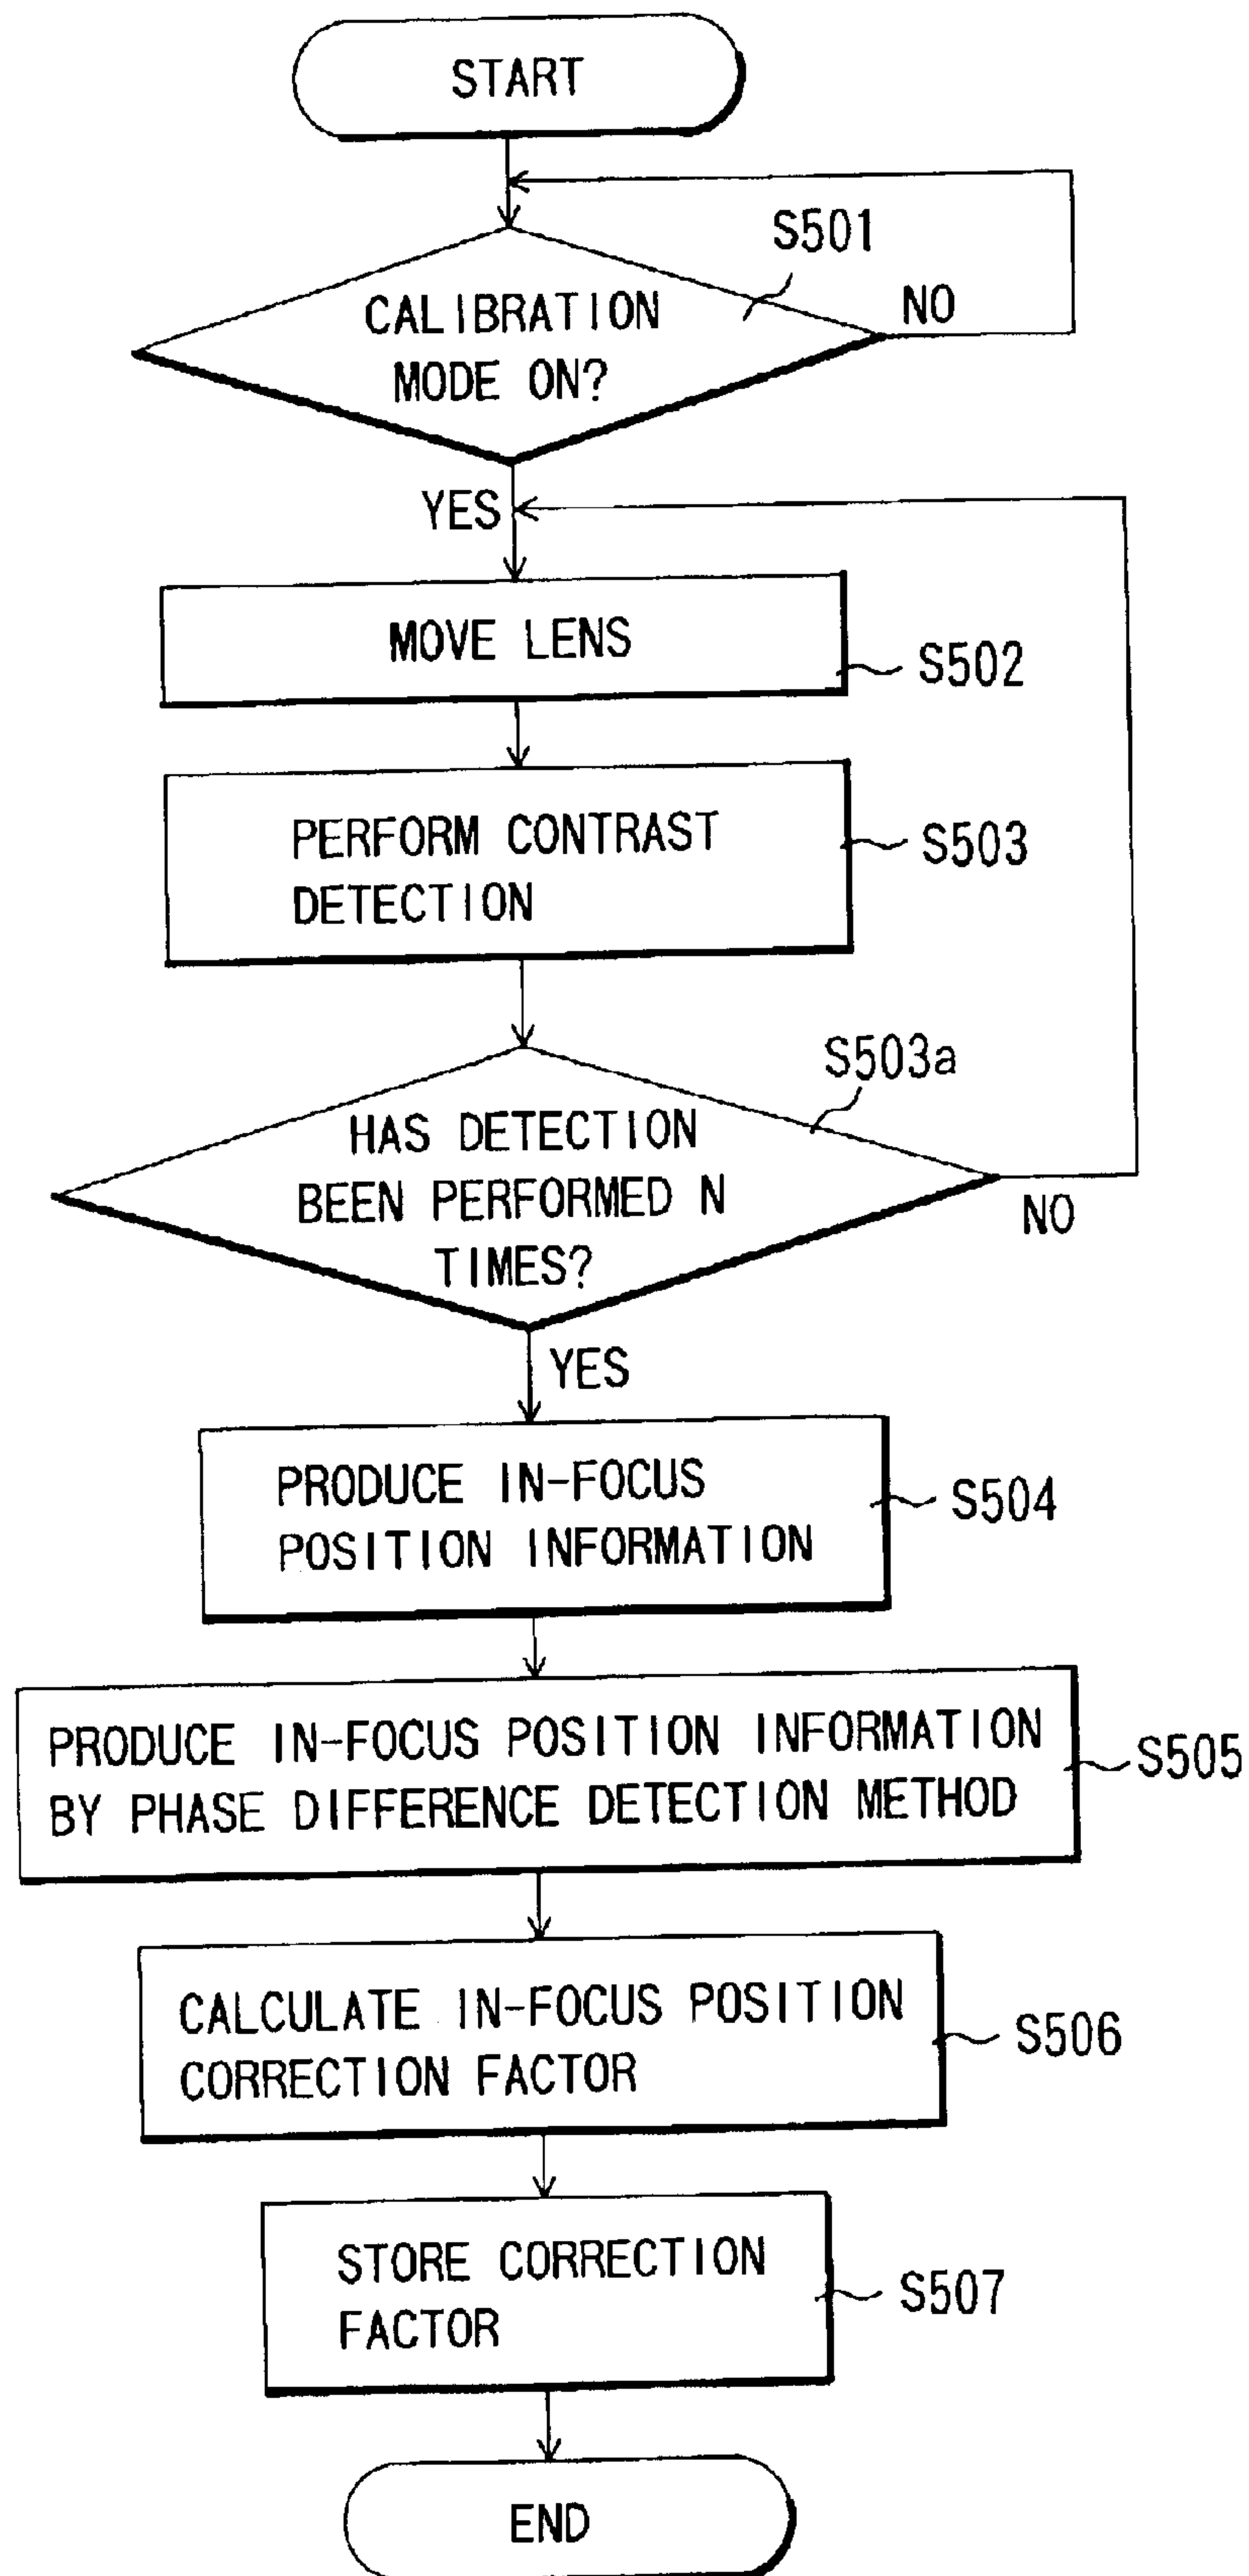 START
S501
CALIBRATION
MODE ON?
NO
YES
MOVE LENS
S502
PERFORM CONTRAST
DETECTION
S503
S503a
HAS DETECTION
BEEN PERFORMED N
TIMES?
NO
YES
PRODUCE IN-FOCUS
POSITION INFORMATION
S504
PRODUCE IN-FOCUS POSITION INFORMATION
BY PHASE DIFFERENCE DETECTION METHOD
S505
CALCULATE IN-FOCUS POSITION
CORRECTION FACTOR
S506
STORE CORRECTION
FACTOR
S507
END